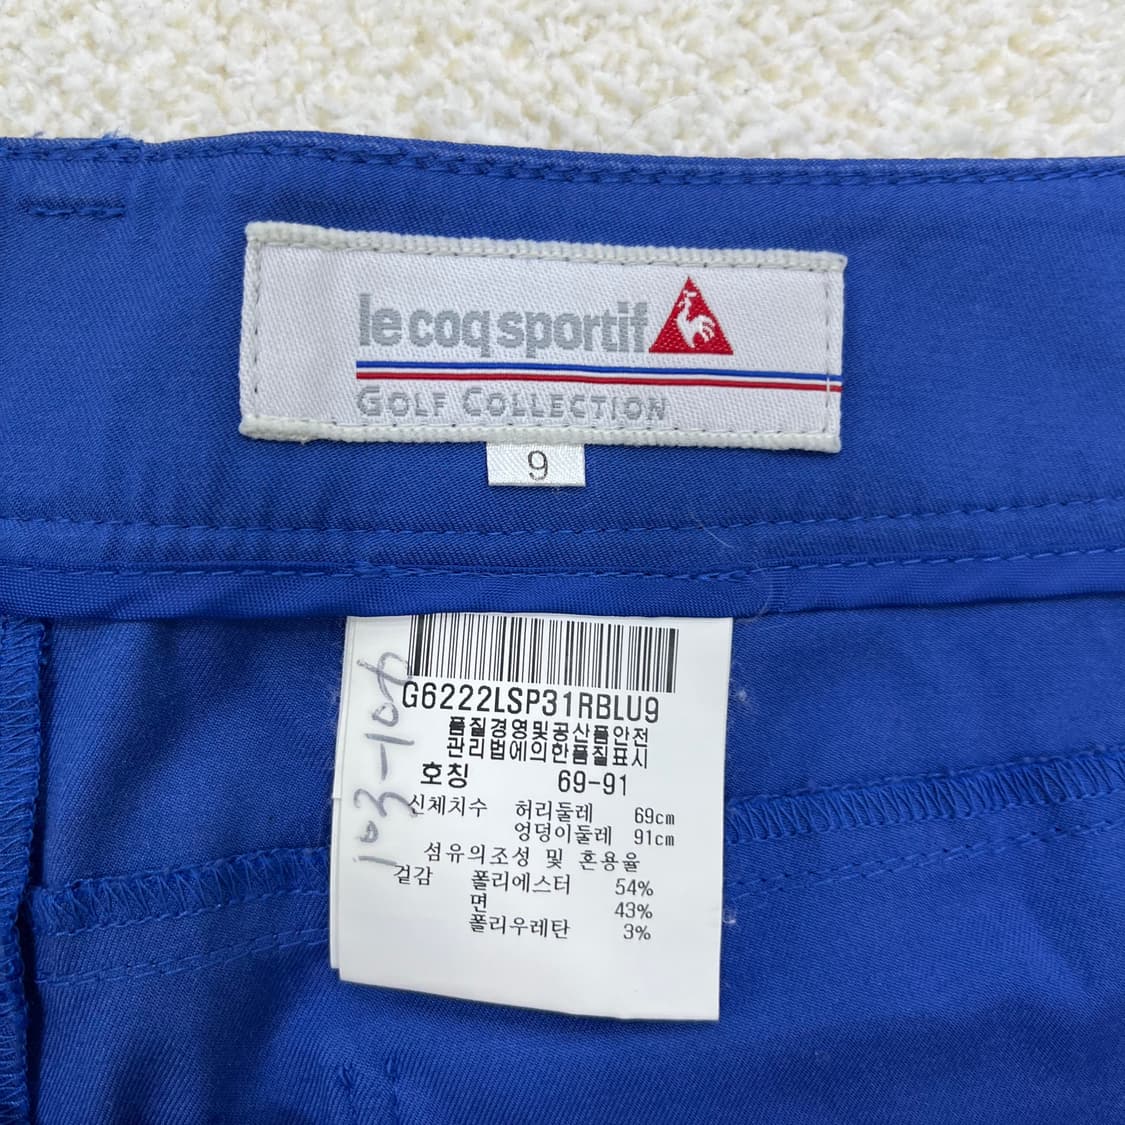 le coq sportif
GOLF COLLECTION
9
G6222LSP31RBLU9
품질경영및공산품안전
관리법에의한품질표시
호칭 69-91
신체치수 허리둘레 69cm
엉덩이둘레 91cm
섬유의조성 및 혼용율
겉감 폴리에스터 54%
면 43%
폴리우레탄 3%